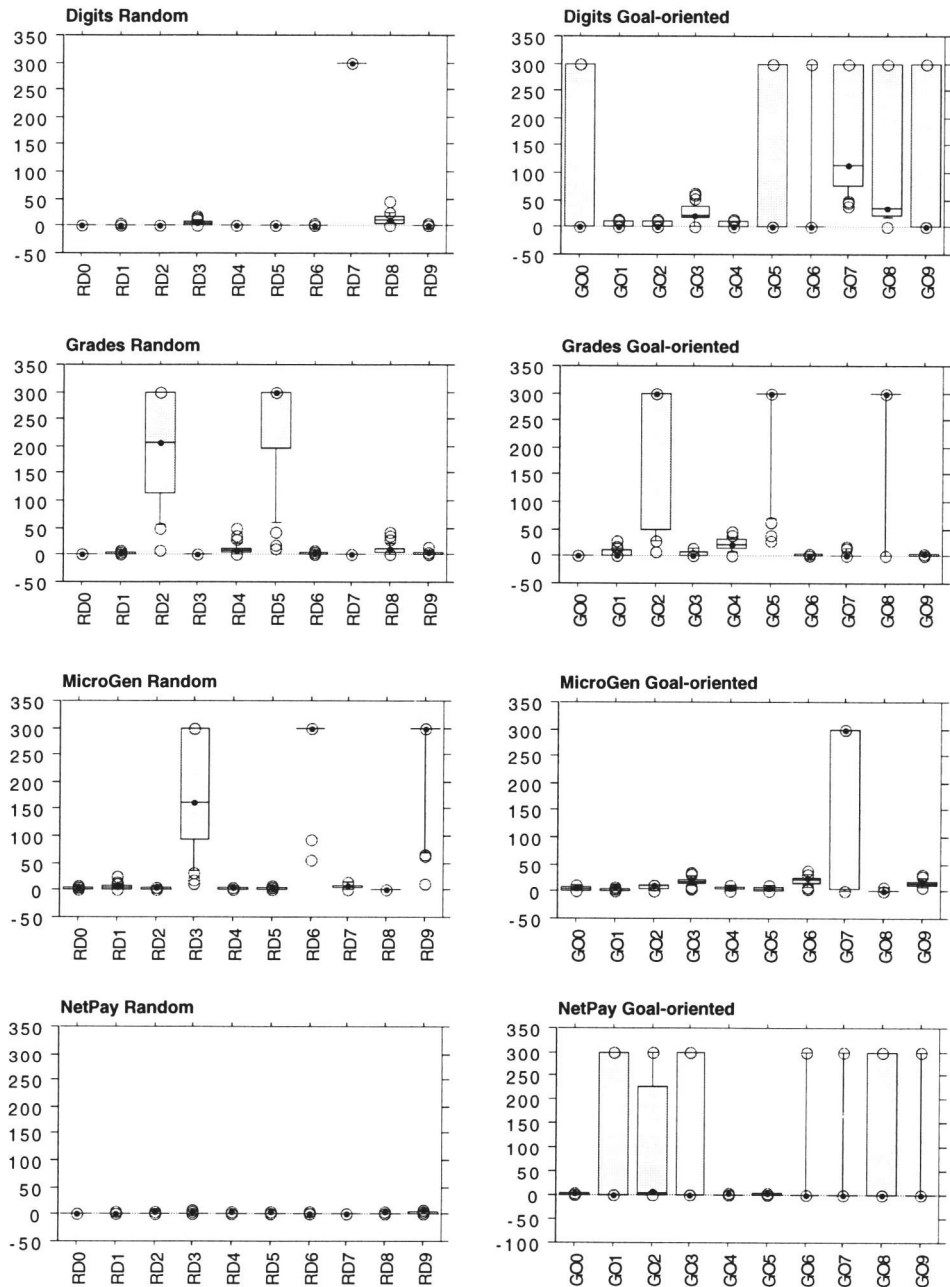 Digits Random
350
300
250
200
150
100
50
0
-50
RD0
RD1
RD2
RD3
RD4
RD5
RD6
RD7
RD8
RD9
Digits Goal-oriented
350
300
250
200
150
100
50
0
-50
GO0
GO1
GO2
GO3
GO4
GO5
GO6
GO7
GO8
GO9
Grades Random
350
300
250
200
150
100
50
0
-50
RD0
RD1
RD2
RD3
RD4
RD5
RD6
RD7
RD8
RD9
Grades Goal-oriented
350
300
250
200
150
100
50
0
-50
GO0
GO1
GO2
GO3
GO4
GO5
GO6
GO7
GO8
GO9
MicroGen Random
350
300
250
200
150
100
50
0
-50
RD0
RD1
RD2
RD3
RD4
RD5
RD6
RD7
RD8
RD9
MicroGen Goal-oriented
350
300
250
200
150
100
50
0
-50
GO0
GO1
GO2
GO3
GO4
GO5
GO6
GO7
GO8
GO9
NetPay Random
350
300
250
200
150
100
50
0
-50
RD0
RD1
RD2
RD3
RD4
RD5
RD6
RD7
RD8
RD9
NetPay Goal-oriented
350
300
250
200
150
100
50
0
-50
-100
GO0
GO1
GO2
GO3
GO4
GO5
GO6
GO7
GO8
GO9